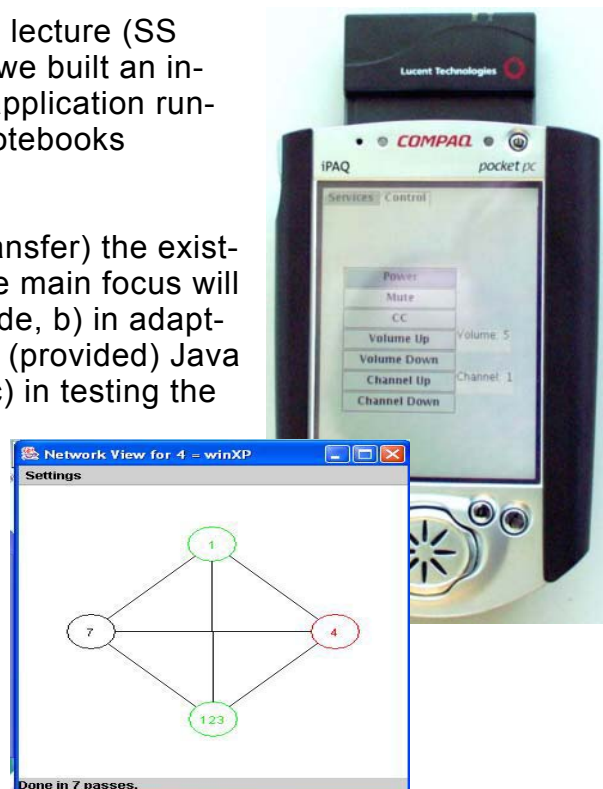 lecture (SS
we built an in-
application run-
otebooks
ansfer) the exist-
e main focus will
de, b) in adapt-
(provided) Java
c) in testing the
Lucent Technologies
COMPAQ
iPAQ
pocket pc
Services Control
Power
Mute
CC
Volume Up
Volume: 5
Volume Down
Channel Up
Channel: 1
Channel Down
Network View for 4 = winXP
Settings
1
7
4
123
Done in 7 passes.